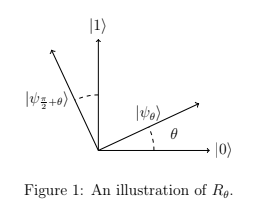 |1⟩
|ψ_{π/2+θ}⟩
|ψ_θ⟩
θ
|0⟩
Figure 1: An illustration of R_θ.